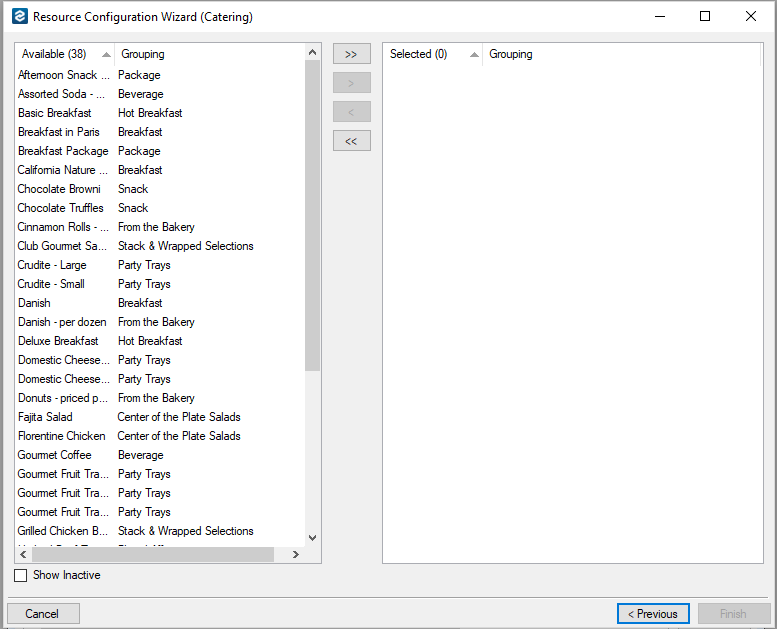 Resource Configuration Wizard (Catering)
Available (38) Grouping
Afternoon Snack ... Package
Assorted Soda - ... Beverage
Basic Breakfast Hot Breakfast
Breakfast in Paris Breakfast
Breakfast Package Package
California Nature ... Breakfast
Chocolate Browni Snack
Chocolate Truffles Snack
Cinnamon Rolls - ... From the Bakery
Club Gourmet Sa... Stack & Wrapped Selections
Crudite - Large Party Trays
Crudite - Small Party Trays
Danish Breakfast
Danish - per dozen From the Bakery
Deluxe Breakfast Hot Breakfast
Domestic Cheese... Party Trays
Domestic Cheese... Party Trays
Donuts - priced p... From the Bakery
Fajita Salad Center of the Plate Salads
Florentine Chicken Center of the Plate Salads
Gourmet Coffee Beverage
Gourmet Fruit Tra... Party Trays
Gourmet Fruit Tra... Party Trays
Gourmet Fruit Tra... Party Trays
Grilled Chicken B... Stack & Wrapped Selections
>>
>
<
<<
Selected (0) Grouping
Show Inactive
Cancel
< Previous
Finish